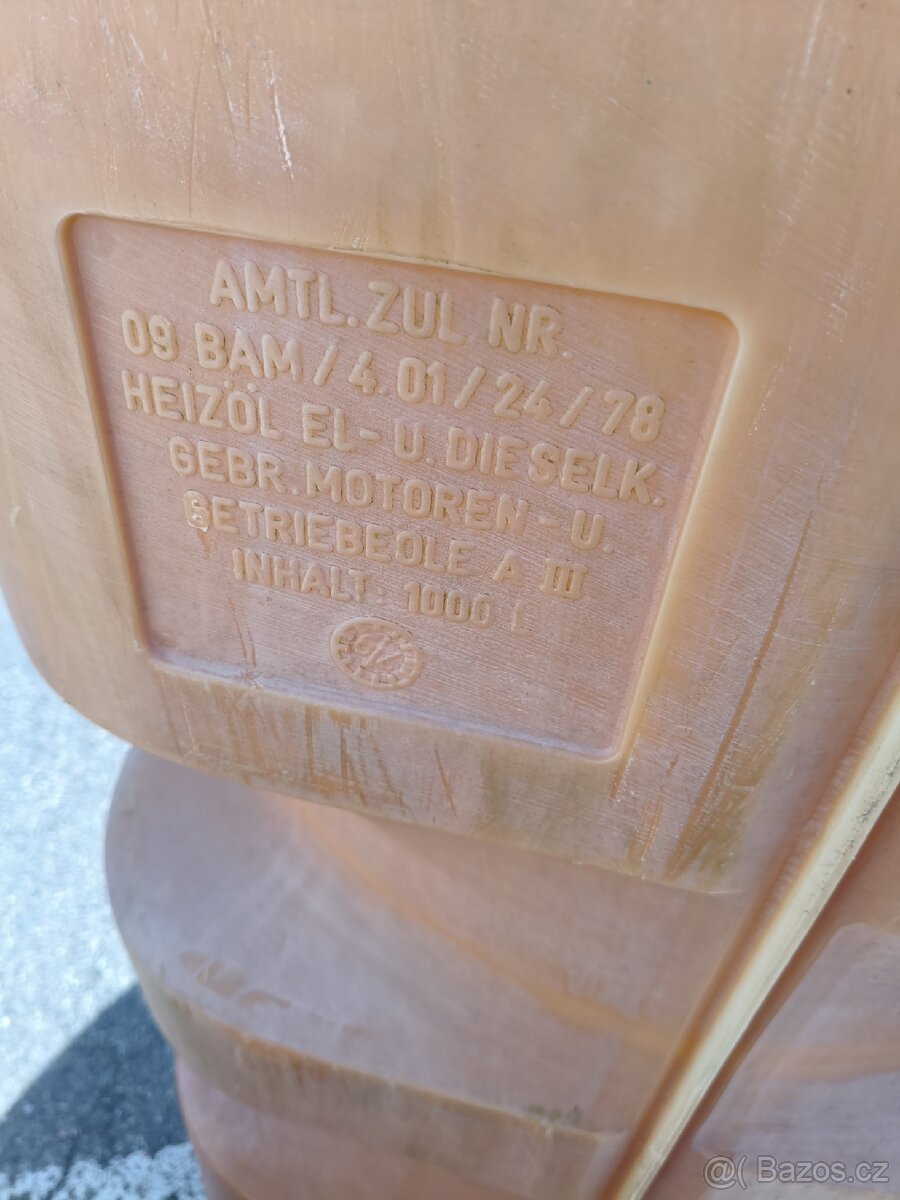 AMTL. ZUL NR.
09 BAM / 4.01 / 24 / 78
HEIZÖL EL- U. DIESELK.
GEBR. MOTOREN - U.
GETRIEBEOLE A III
INHALT : 1000 L
@( Bazos.cz